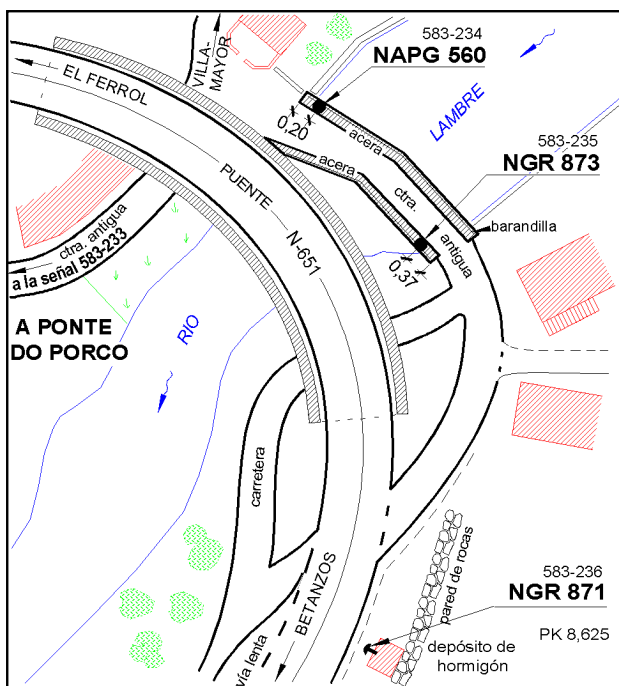 583-234
NAPG 560
VILLA-
MAYOR
EL FERROL
LAMBRE
0,20
acera
acera
583-235
NGR 873
PUENTE
ctra.
N-651
barandilla
antigua
0,37
ctra. antigua
a la señal 583-233
A PONTE
DO PORCO
RIO
carretera
BETANZOS
vía lenta
pared de rocas
583-236
NGR 871
PK 8,625
depósito de
hormigón